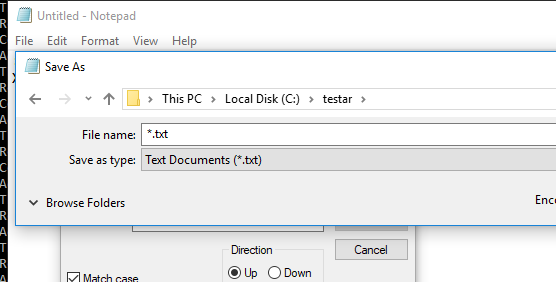 Untitled - Notepad
File Edit Format View Help
Save As
This PC > Local Disk (C:) > testar >
File name: *.txt
Save as type: Text Documents (*.txt)
Browse Folders
Enco
Direction
Cancel
Up Down
Match case